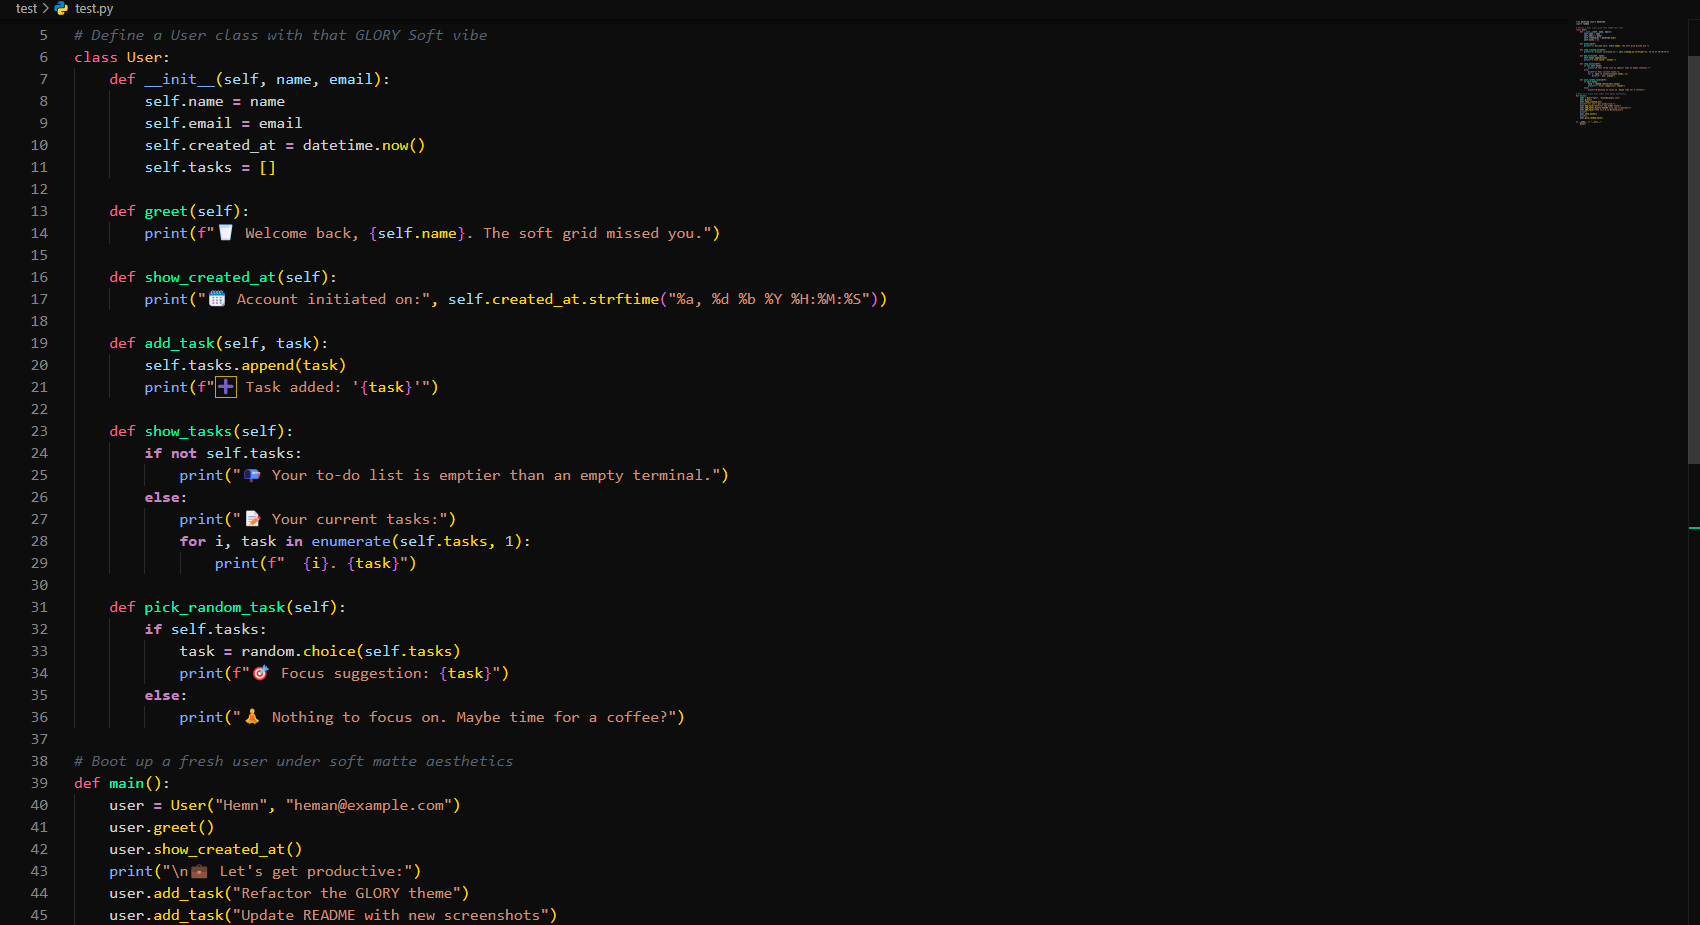 test > test.py
5 # Define a User class with that GLORY Soft vibe
6 class User:
7     def __init__(self, name, email):
8         self.name = name
9         self.email = email
10         self.created_at = datetime.now()
11         self.tasks = []
12
13     def greet(self):
14         print(f"🥛 Welcome back, {self.name}. The soft grid missed you.")
15
16     def show_created_at(self):
17         print("🗓️ Account initiated on:", self.created_at.strftime("%a, %d %b %Y %H:%M:%S"))
18
19     def add_task(self, task):
20         self.tasks.append(task)
21         print(f"➕ Task added: '{task}'")
22
23     def show_tasks(self):
24         if not self.tasks:
25             print("📭 Your to-do list is emptier than an empty terminal.")
26         else:
27             print("📝 Your current tasks:")
28             for i, task in enumerate(self.tasks, 1):
29                 print(f"  {i}. {task}")
30
31     def pick_random_task(self):
32         if self.tasks:
33             task = random.choice(self.tasks)
34             print(f"🎯 Focus suggestion: {task}")
35         else:
36             print("🧘 Nothing to focus on. Maybe time for a coffee?")
37
38 # Boot up a fresh user under soft matte aesthetics
39 def main():
40     user = User("Hemn", "heman@example.com")
41     user.greet()
42     user.show_created_at()
43     print("\n💼 Let's get productive:")
44     user.add_task("Refactor the GLORY theme")
45     user.add_task("Update README with new screenshots")